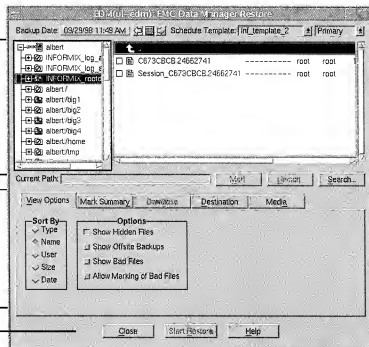 EDM(ul-edm): EMC Data Manager Restore
Backup Date: 09/29/98 11:49 AM Schedule Template: inf_template_2 Primary
albert
INFORMIX_log_a
INFORMIX_log_
INFORMIX_rootd
albert/
albert/big1
albert/big2
albert/big3
albert/big4
albert/home
albert/tmp
C673CBCB.24662741 ---------- root root
Session_C673CBCB.24662741 ---------- root root
Current Path: Mark Unmark Search...
View Options Mark Summary Database Destination Media
Sort By
Type
Name
User
Size
Date
Options
Show Hidden Files
Show Offsite Backups
Show Bad Files
Allow Marking of Bad Files
Close Start Restore Help